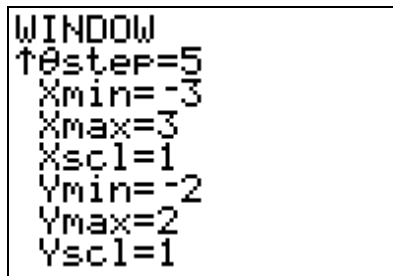 WINDOW
↑θstep=5
Xmin=⁻3
Xmax=3
Xscl=1
Ymin=⁻2
Ymax=2
Yscl=1